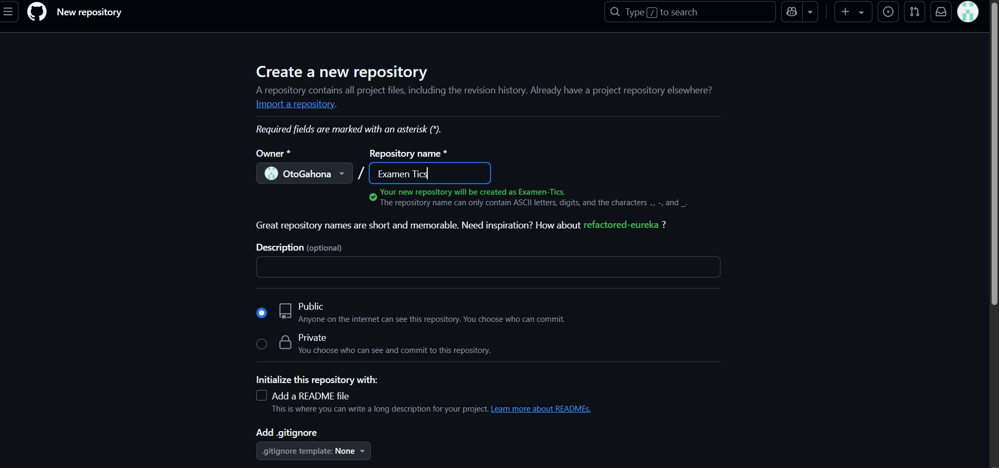 New repository
Type / to search
Create a new repository
A repository contains all project files, including the revision history. Already have a project repository elsewhere?
Import a repository.
Required fields are marked with an asterisk (*).
Owner * Repository name *
OtoGahona / Examen Tics
Your new repository will be created as Examen-Tics.
The repository name can only contain ASCII letters, digits, and the characters ., -, and _.
Great repository names are short and memorable. Need inspiration? How about refactored-eureka ?
Description (optional)
Public
Anyone on the internet can see this repository. You choose who can commit.
Private
You choose who can see and commit to this repository.
Initialize this repository with:
Add a README file
This is where you can write a long description for your project. Learn more about READMEs.
Add .gitignore
.gitignore template: None